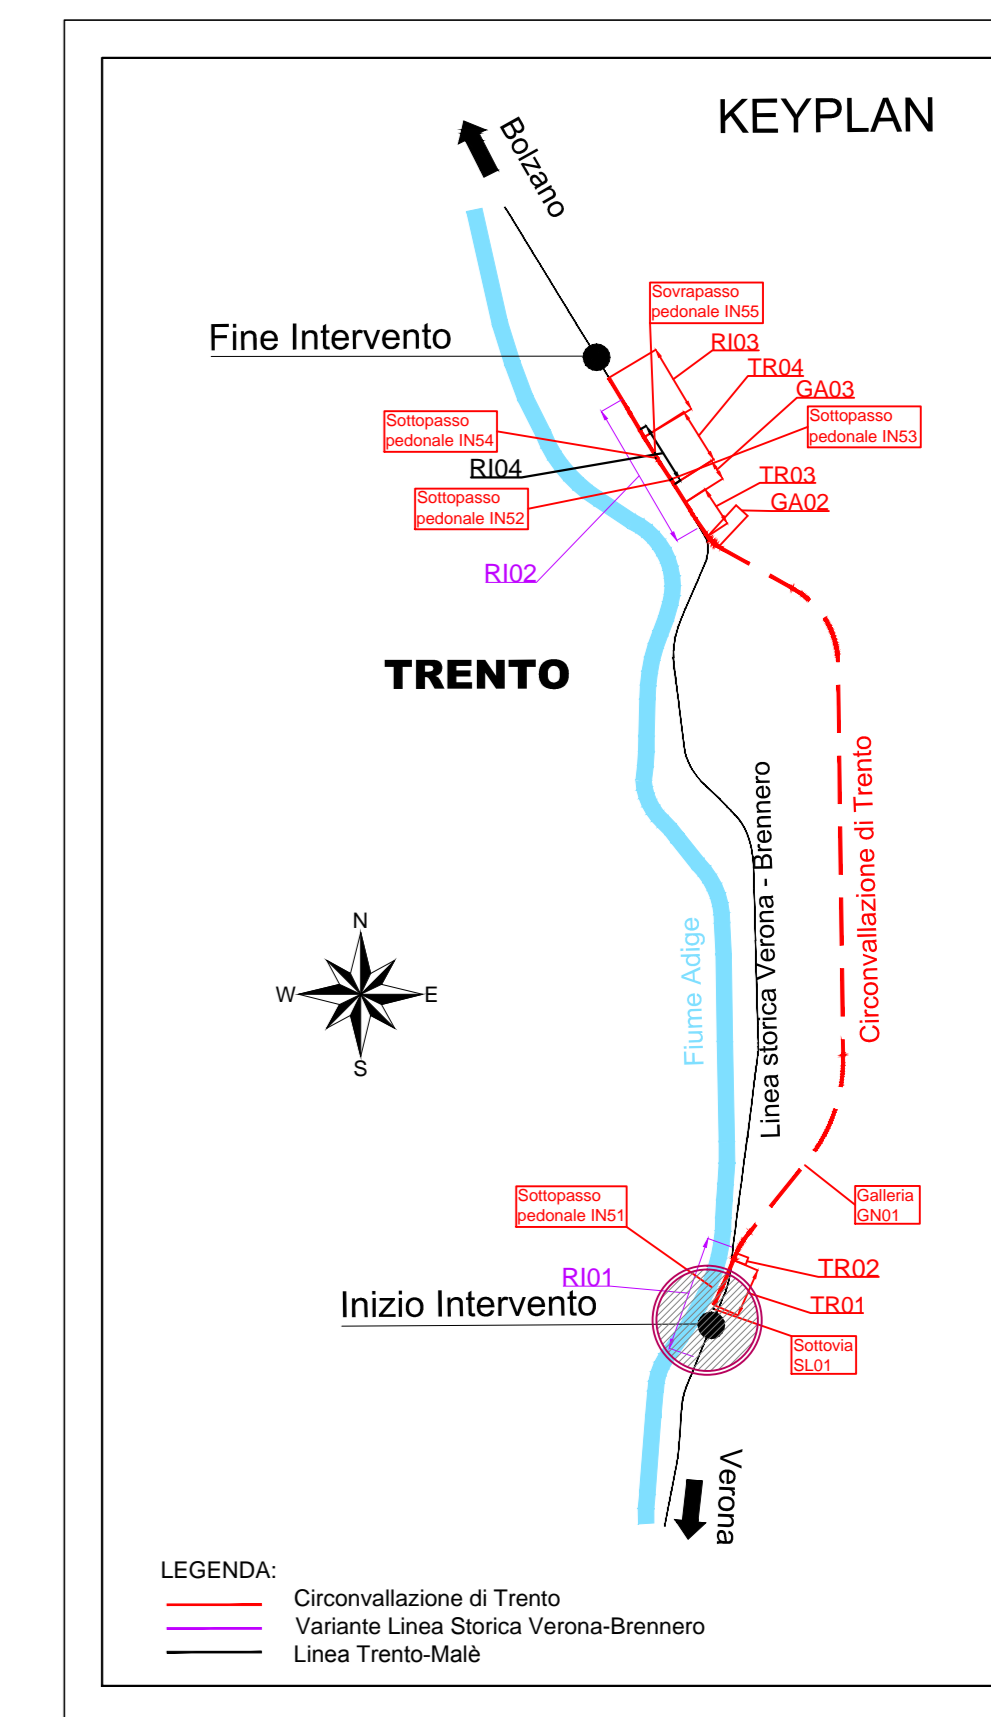 KEYPLAN
Bolzano
Sovrapasso
pedonale IN55
Fine Intervento
RI03
TR04
GA03
Sottopasso
pedonale IN54
Sottopasso
pedonale IN53
RI04
TR03
Sottopasso
pedonale IN52
GA02
RI02
TRENTO
Circonvallazione di Trento
Linea storica Verona - Brennero
Fiume Adige
N
W
E
S
Sottopasso
pedonale IN51
Galleria
GN01
TR02
RI01
TR01
Inizio Intervento
Sottovia
SL01
Verona
LEGENDA:
Circonvallazione di Trento
Variante Linea Storica Verona-Brennero
Linea Trento-Malè